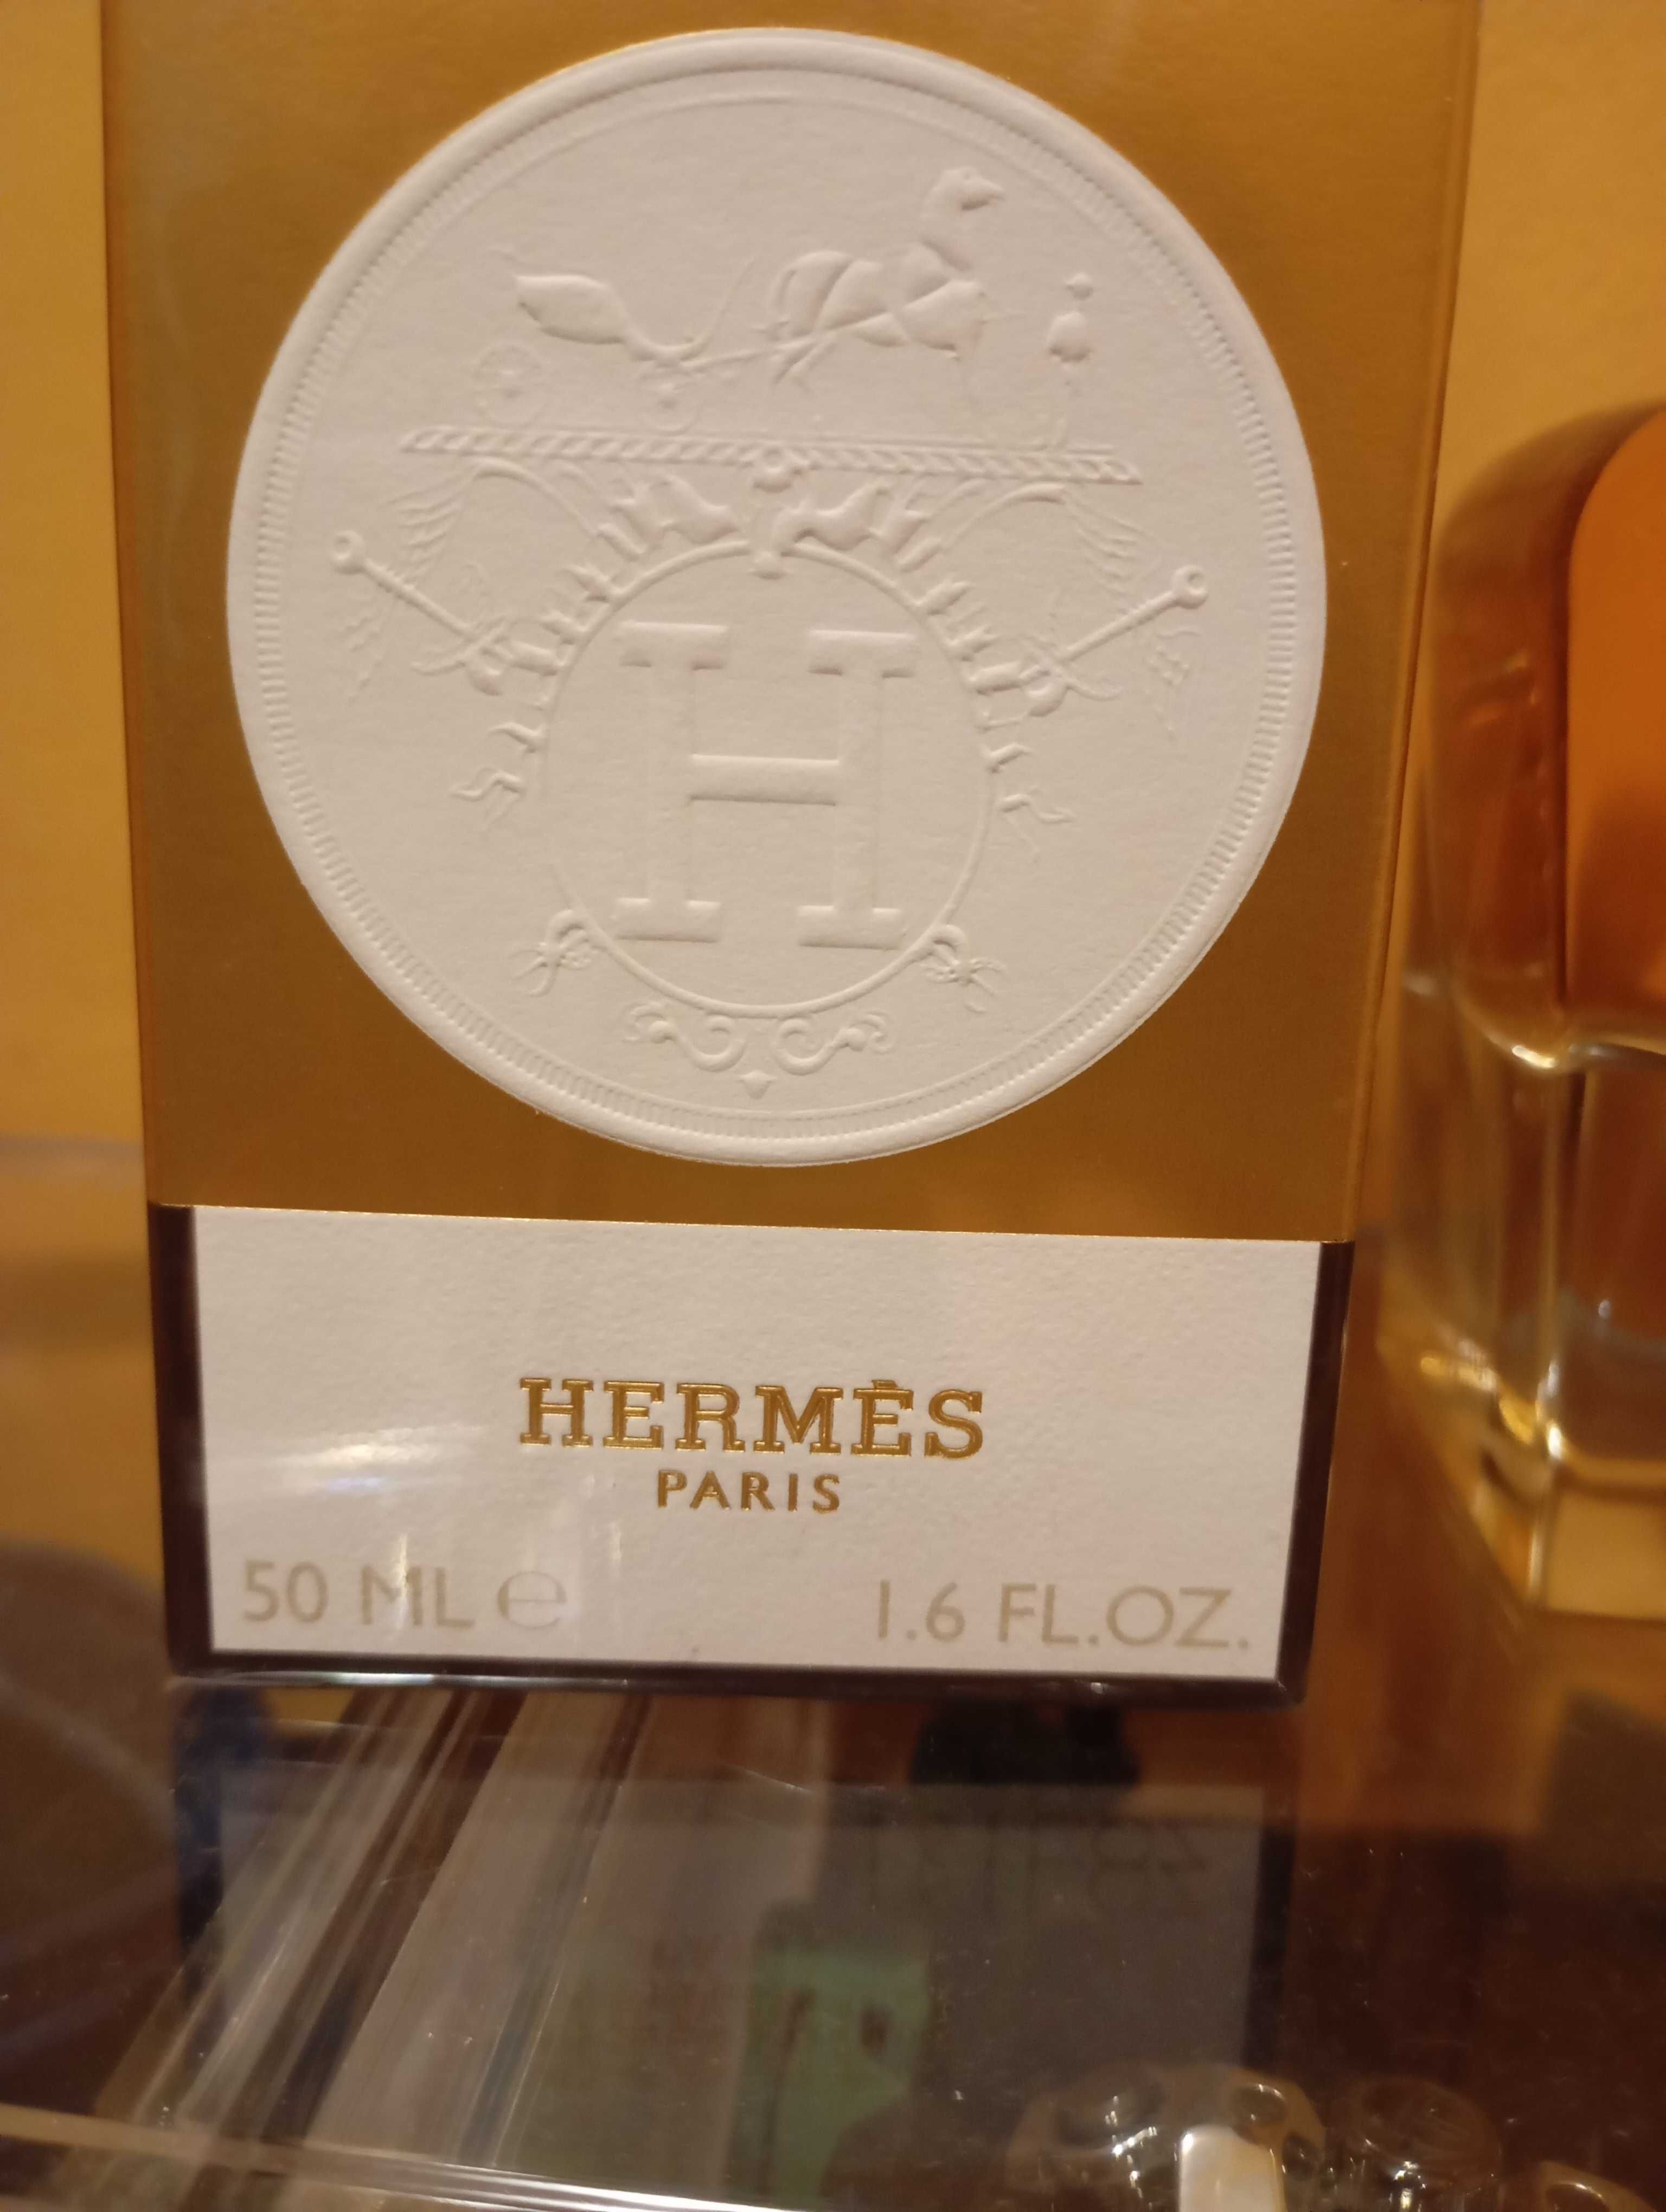 H
HERMÈS
PARIS
50 ML ℮ 1.6 FL.OZ.